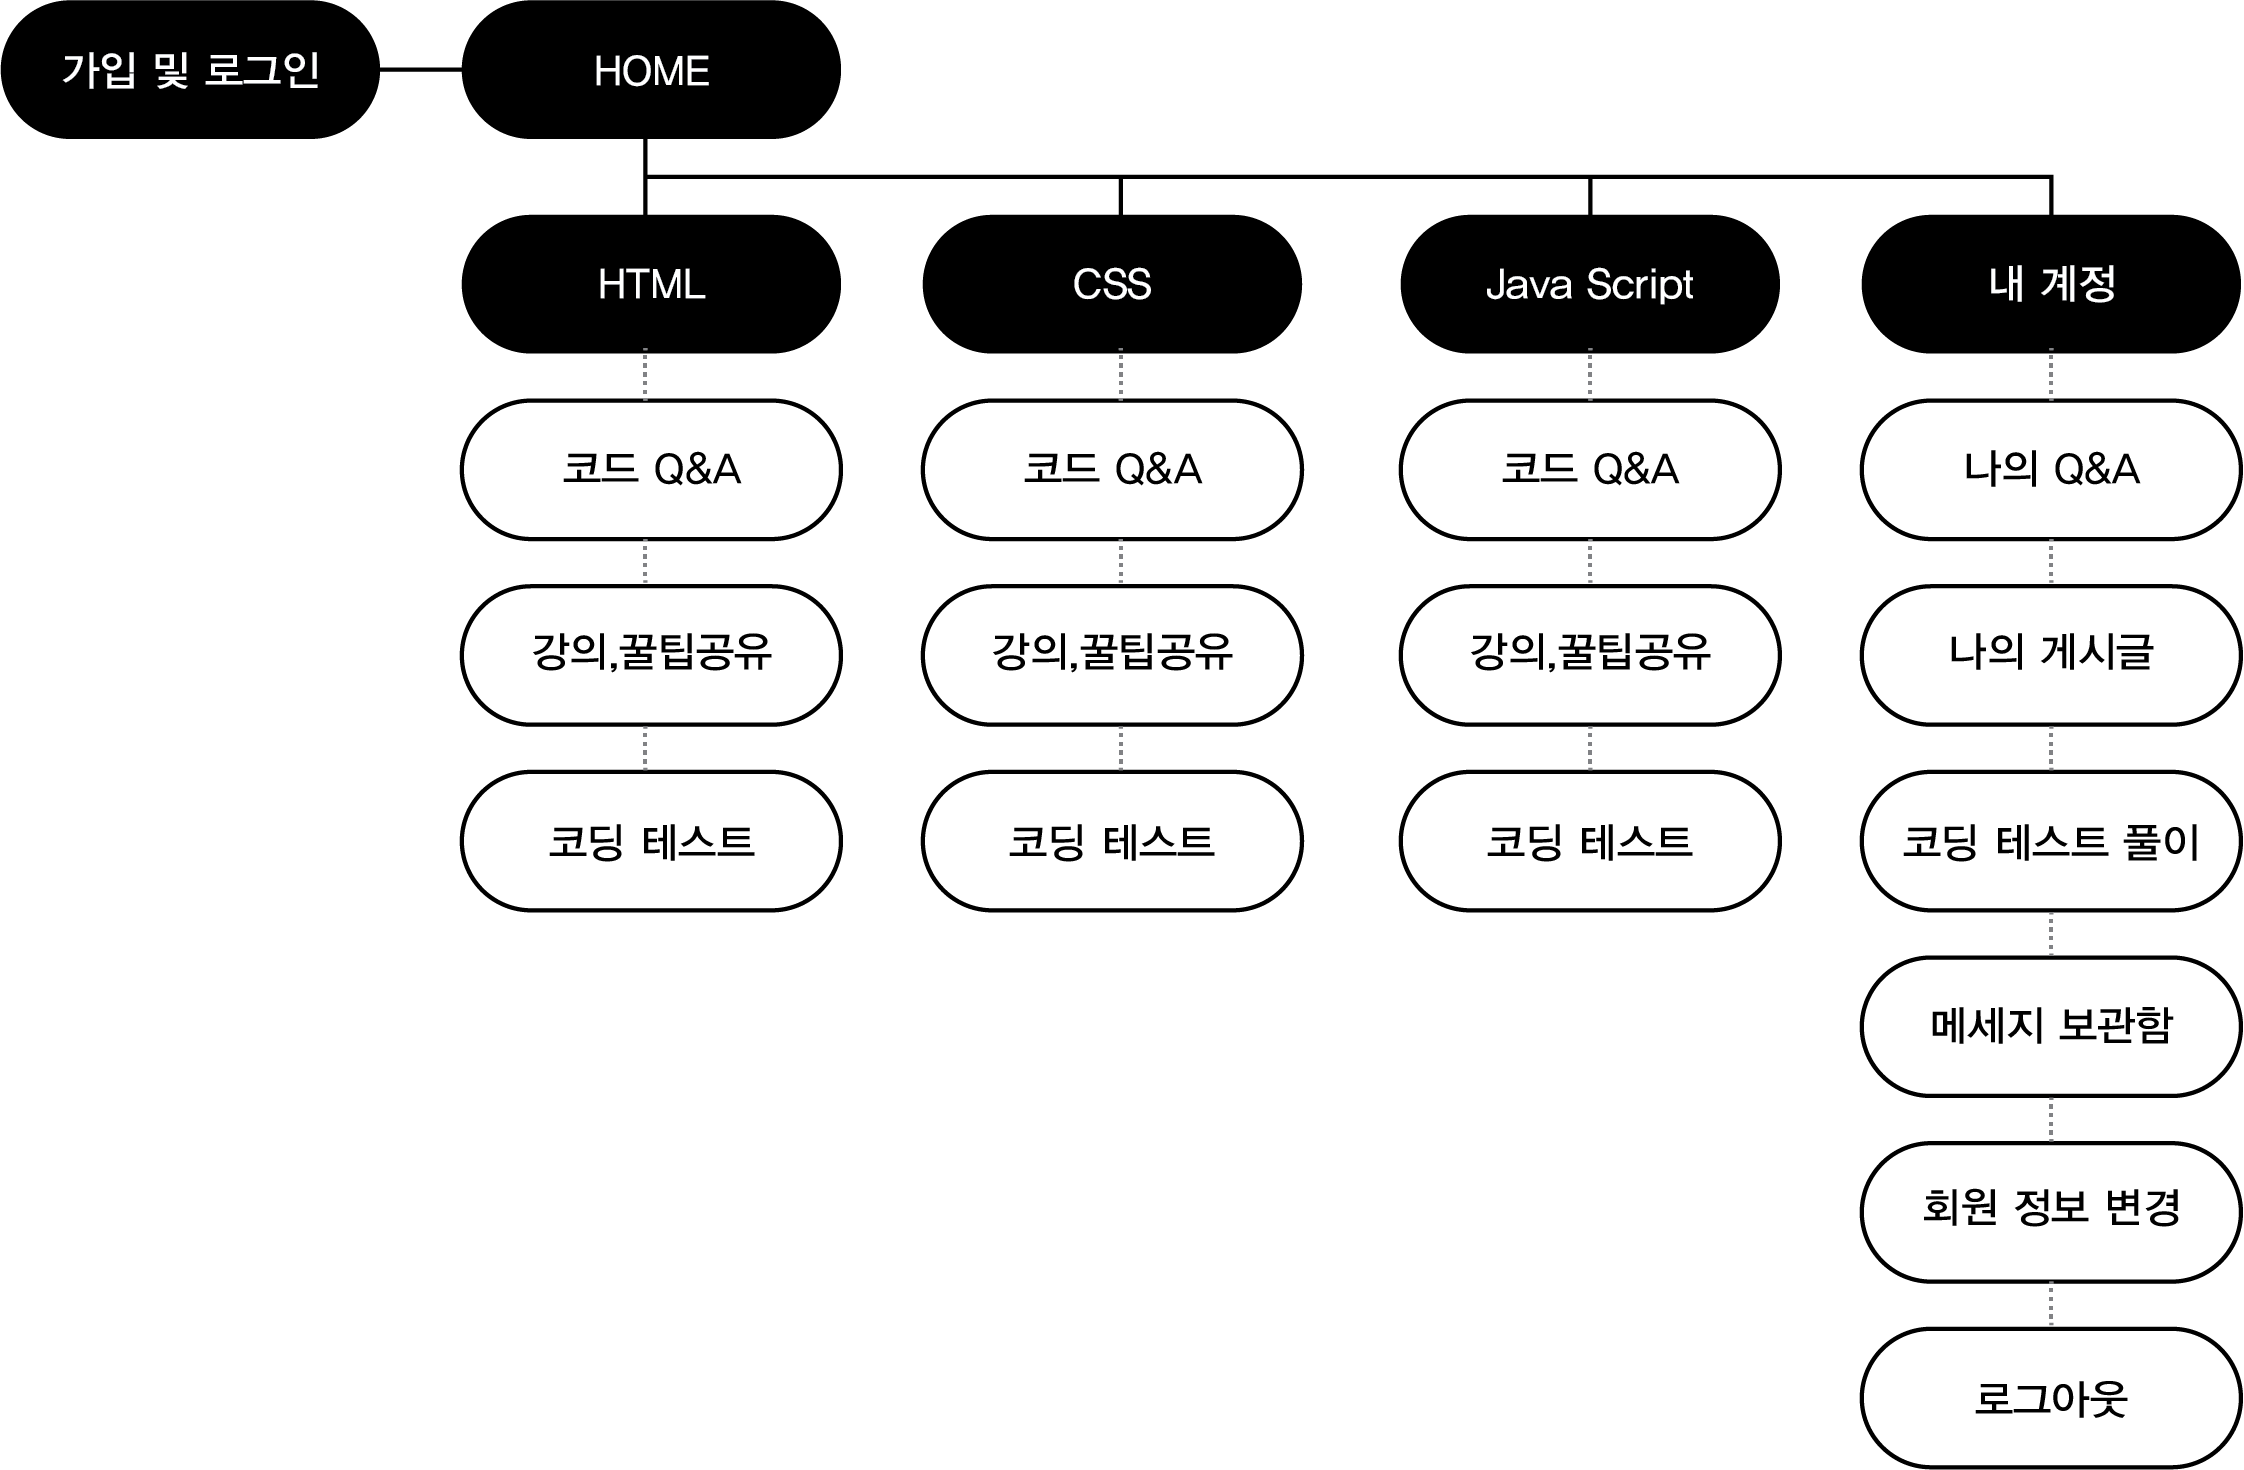 가입 및 로그인
HOME
HTML
CSS
Java Script
내 계정
코드 Q&A
코드 Q&A
코드 Q&A
나의 Q&A
강의,꿀팁공유
강의,꿀팁공유
강의,꿀팁공유
나의 게시글
코딩 테스트
코딩 테스트
코딩 테스트
코딩 테스트 풀이
메세지 보관함
회원 정보 변경
로그아웃